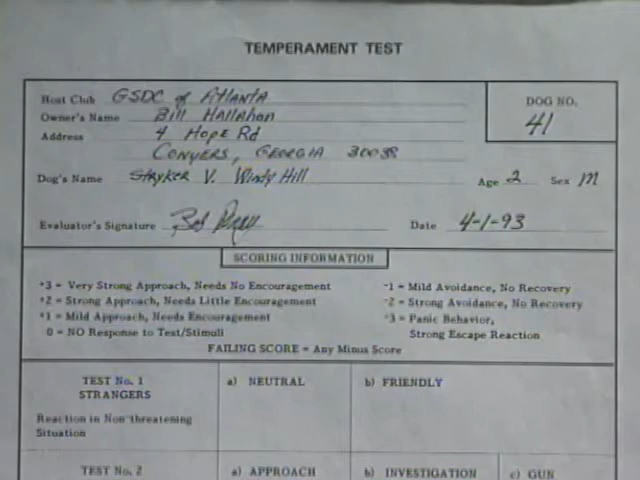 TEMPERAMENT TEST
Host Club GSDC of Atlanta
DOG NO.
41
Owner's Name Bill Hallahan
Address 4 Hope Rd
Conyers, Georgia 30038
Dog's Name Stryker V. Windy Hill
Age 2 Sex M
Evaluator's Signature Bob
Date 4-1-93
SCORING INFORMATION
+3 = Very Strong Approach, Needs No Encouragement
+2 = Strong Approach, Needs Little Encouragement
+1 = Mild Approach, Needs Encouragement
0 = NO Response to Test/Stimuli
-1 = Mild Avoidance, No Recovery
-2 = Strong Avoidance, No Recovery
-3 = Panic Behavior,
Strong Escape Reaction
FAILING SCORE = Any Minus Score
TEST No. 1
STRANGERS
Reaction in Non-threatening
Situation
a) NEUTRAL
b) FRIENDLY
TEST No. 2
a) APPROACH
b) INVESTIGATION
c) GUN